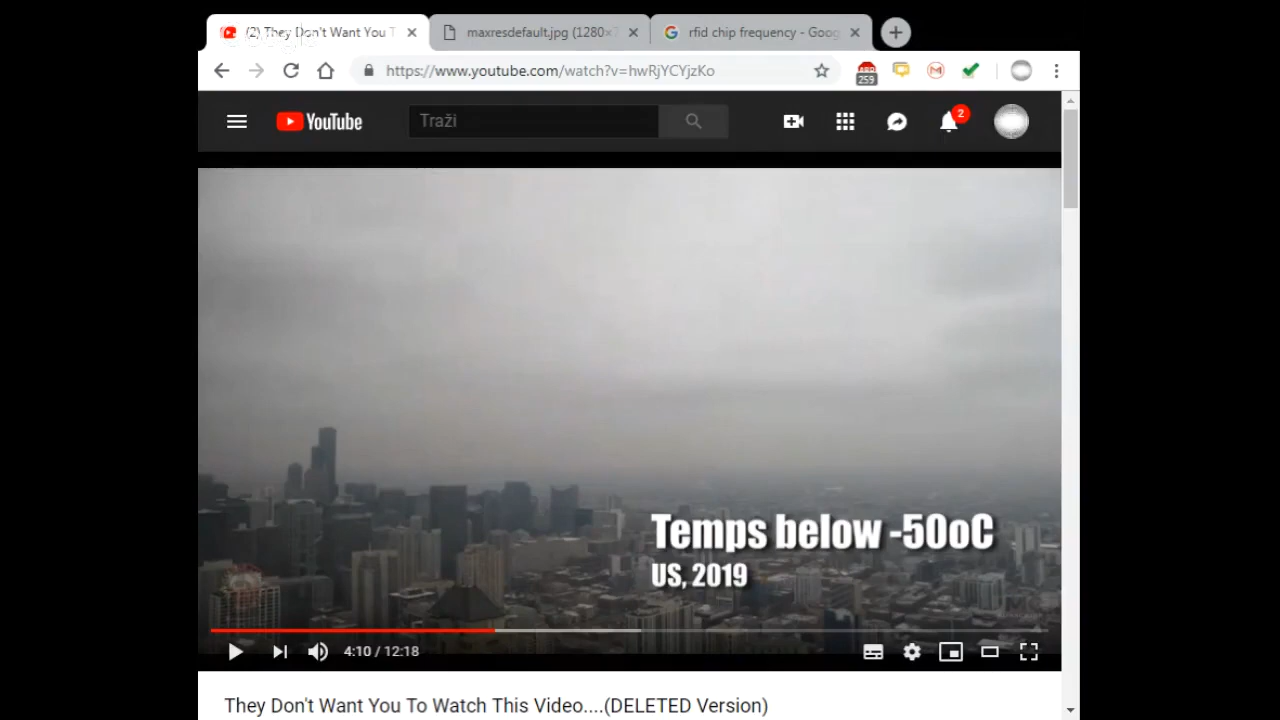 (2) They Don't Want You T
maxresdefault.jpg (1280×
rfid chip frequency - Goog
https://www.youtube.com/watch?v=hwRjYCYjzKo
259
YouTube
Traži
2
Temps below -50oC
US, 2019
4:10 / 12:18
They Don't Want You To Watch This Video....(DELETED Version)